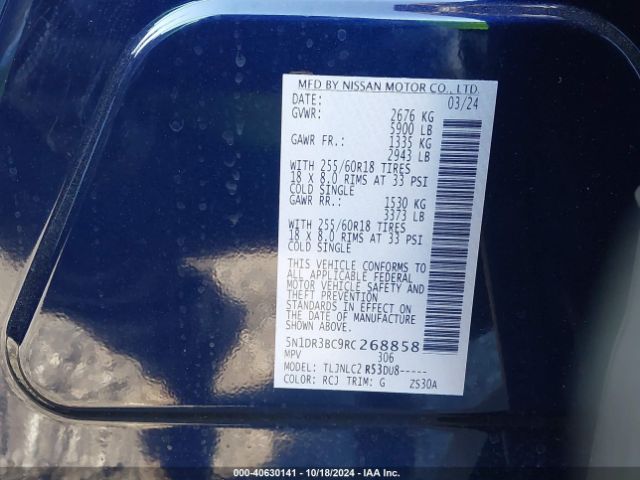 MFD BY NISSAN MOTOR CO., LTD.
DATE: 03/24
GVWR: 2676 KG
5900 LB
GAWR FR.: 1335 KG
2943 LB
WITH 255/60R18 TIRES
18 X 8.0 RIMS AT 33 PSI
COLD SINGLE
GAWR RR.: 1530 KG
3373 LB
WITH 255/60R18 TIRES
18 X 8.0 RIMS AT 33 PSI
COLD SINGLE
THIS VEHICLE CONFORMS TO
ALL APPLICABLE FEDERAL
MOTOR VEHICLE SAFETY AND
THEFT PREVENTION
STANDARDS IN EFFECT ON
THE DATE OF MANUFACTURE
SHOWN ABOVE.
5N1DR3BC9RC268858
MPV 306
MODEL: TLJNLC2 R53DU8-----
COLOR: RCJ TRIM: G ZS30A
000-40630141 - 10/18/2024 - IAA Inc.